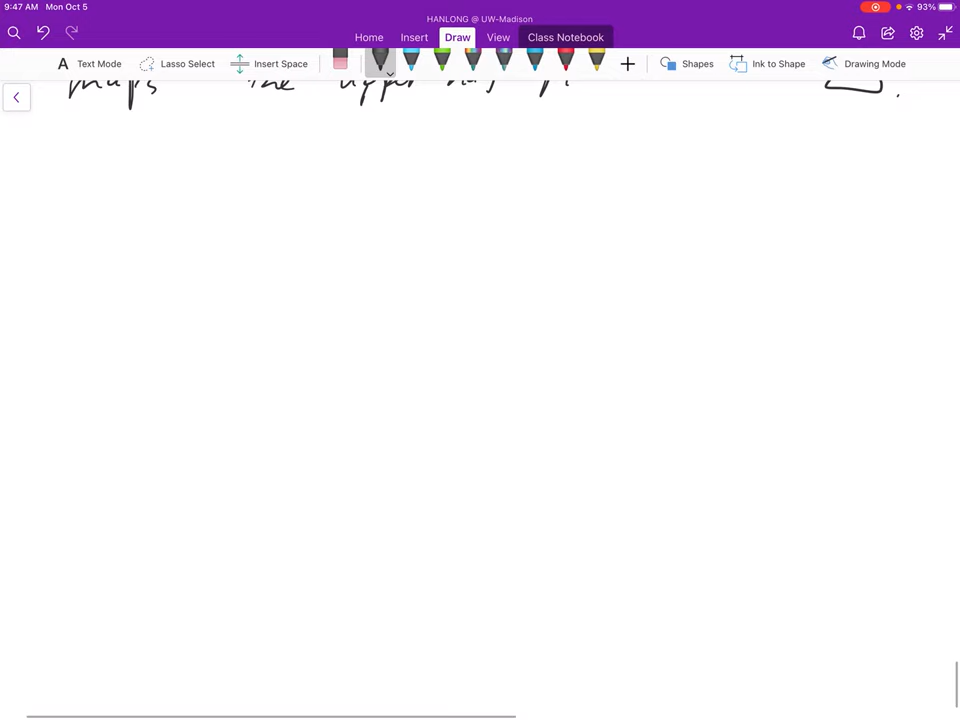 9:47 AM Mon Oct 5
93%
HANLONG @ UW-Madison
Home Insert Draw View Class Notebook
A Text Mode Lasso Select Insert Space Shapes Ink to Shape Drawing Mode
maps the upper half